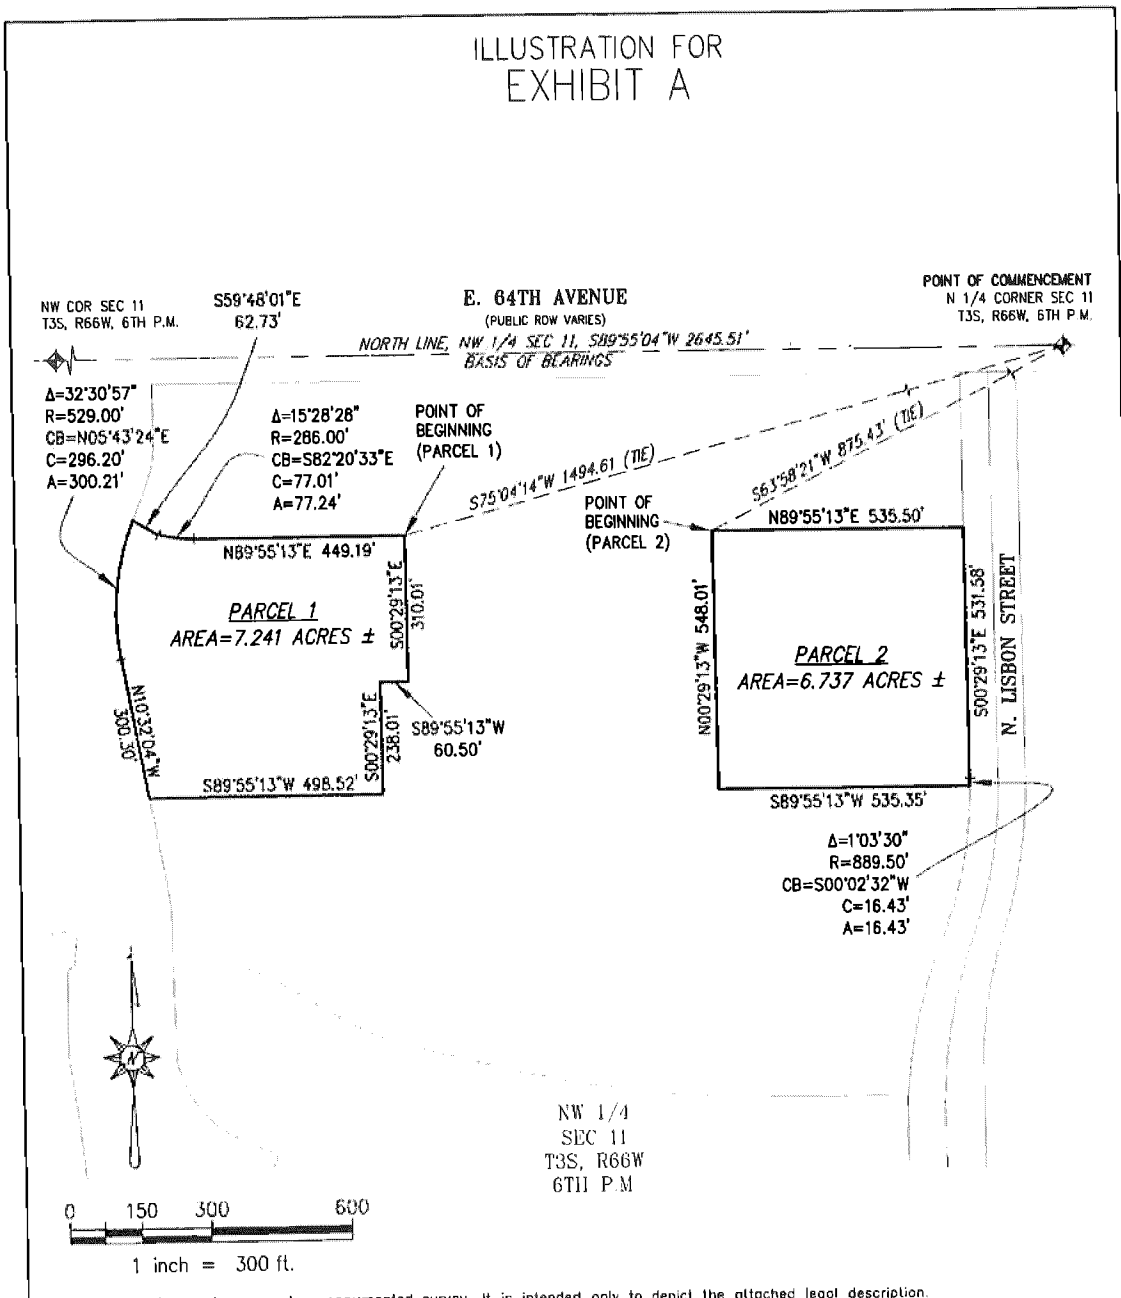 ILLUSTRATION FOR
EXHIBIT A
NW COR SEC 11
T3S, R66W, 6TH P.M.
S59°48'01"E
62.73'
E. 64TH AVENUE
(PUBLIC ROW VARIES)
NORTH LINE, NW 1/4 SEC 11, S89°55'04"W 2645.51'
BASIS OF BEARINGS
POINT OF COMMENCEMENT
N 1/4 CORNER SEC 11
T3S, R66W, 6TH P.M.
Δ=32°30'57"
R=529.00'
CB=N05°43'24"E
C=296.20'
A=300.21'
Δ=15°28'28"
R=286.00'
CB=S82°20'33"E
C=77.01'
A=77.24'
POINT OF
BEGINNING
(PARCEL 1)
S75°04'14"W 1494.61 (TIE)
S63°58'21"W 875.43' (TIE)
POINT OF
BEGINNING
(PARCEL 2)
N89°55'13"E 449.19'
N89°55'13"E 535.50'
PARCEL 1
AREA=7.241 ACRES ±
S00°29'13"E
310.01'
N00°29'13"W 548.01'
PARCEL 2
AREA=6.737 ACRES ±
S00°29'13"E 531.58'
N. LISBON STREET
N10°32'04"W
300.30'
S00°29'13"E
238.01'
S89°55'13"W
60.50'
S89°55'13"W 498.52'
S89°55'13"W 535.35'
Δ=1°03'30"
R=889.50'
CB=S00°02'32"W
C=16.43'
A=16.43'
N
NW 1/4
SEC 11
T3S, R66W
6TH P.M
0 150 300 600
1 inch = 300 ft.
survey. It is intended only to depict the attached legal description.